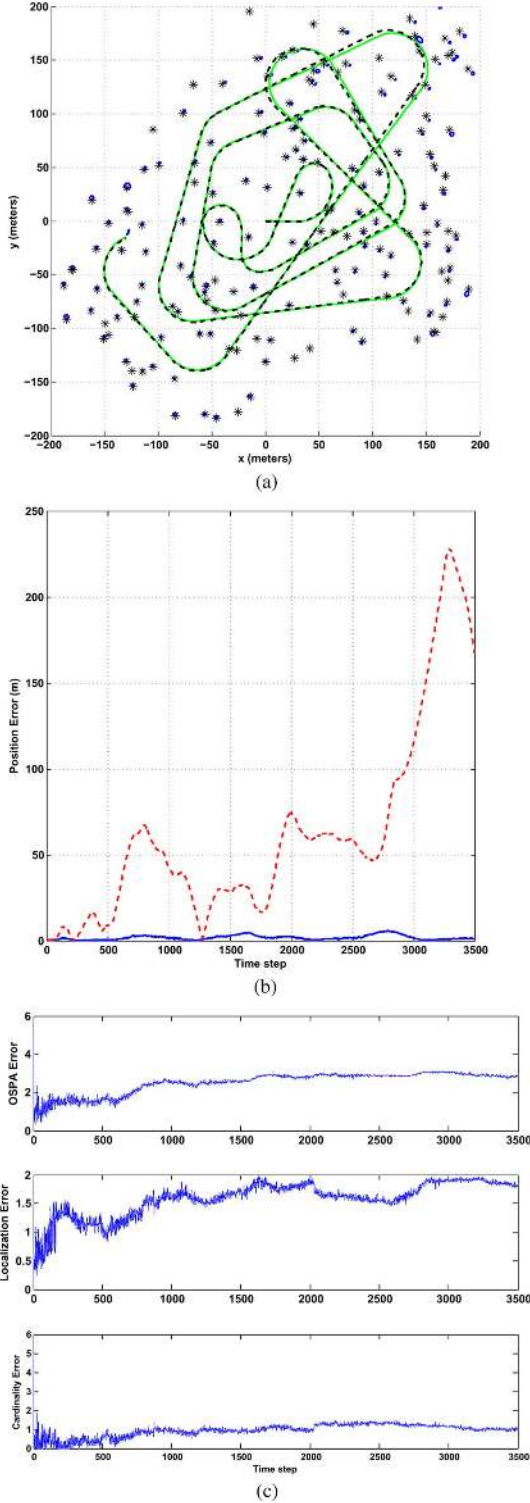 200
150
100
50
0
−50
−100
−150
−200
y (meters)
−200 −150 −100 −50 0 50 100 150 200
x (meters)
(a)
250
200
150
100
50
0
Position Error (m)
0 500 1000 1500 2000 2500 3000 3500
Time step
(b)
6
4
2
0
OSPA Error
0 500 1000 1500 2000 2500 3000 3500
2
1.5
1
0.5
0
Localization Error
0 500 1000 1500 2000 2500 3000 3500
6
5
4
3
2
1
0
Cardinality Error
0 500 1000 1500 2000 2500 3000 3500
Time step
(c)